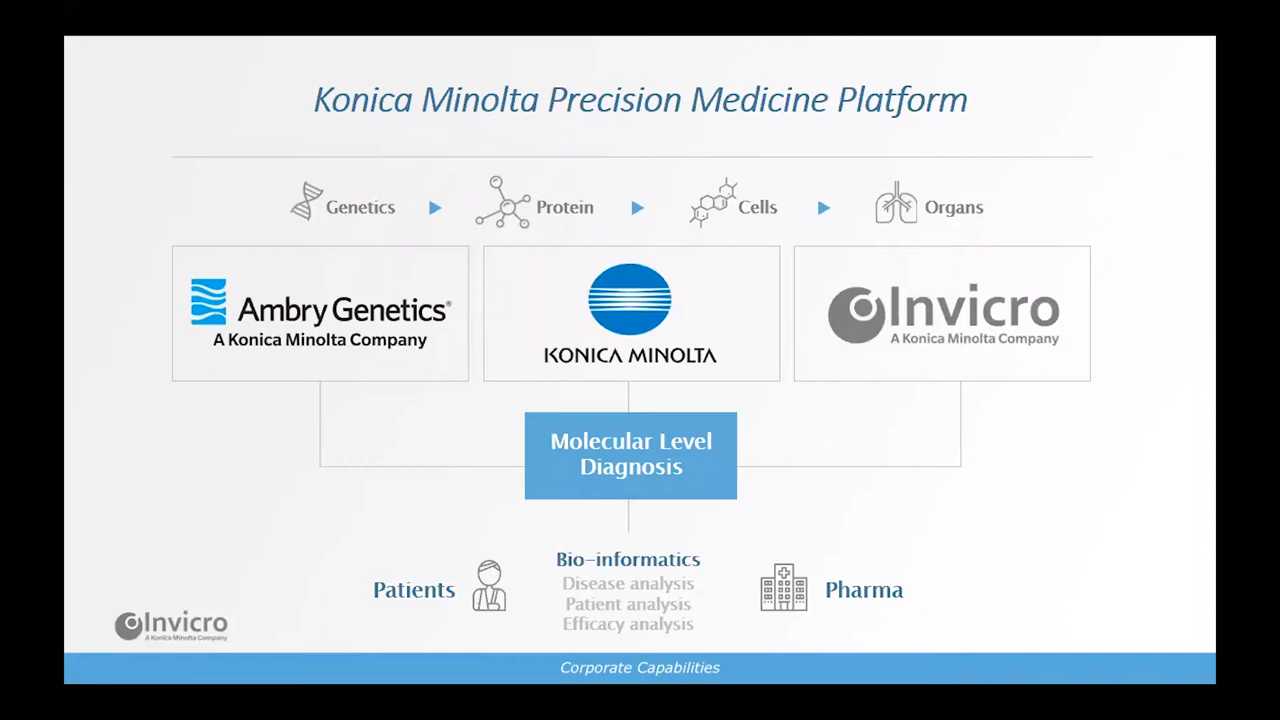 Konica Minolta Precision Medicine Platform
Genetics
Protein
Cells
Organs
Ambry Genetics®
A Konica Minolta Company
KONICA MINOLTA
Invicro
A Konica Minolta Company
Molecular Level
Diagnosis
Patients
Bio-informatics
Disease analysis
Patient analysis
Efficacy analysis
Pharma
Invicro
A Konica Minolta Company
Corporate Capabilities